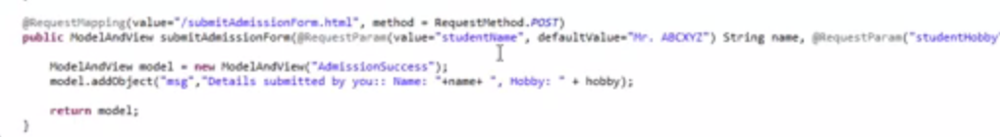 @RequestMapping(value="/submitAdmissionForm.html", method = RequestMethod.POST)
public ModelAndView submitAdmissionForm(@RequestParam(value="studentName", defaultValue="Mr. ABCXYZ") String name, @RequestParam("studentHobby"
ModelAndView model = new ModelAndView("AdmissionSuccess");
model.addObject("msg","Details submitted by you:: Name: "+name+ ", Hobby: " + hobby);
return model;
}